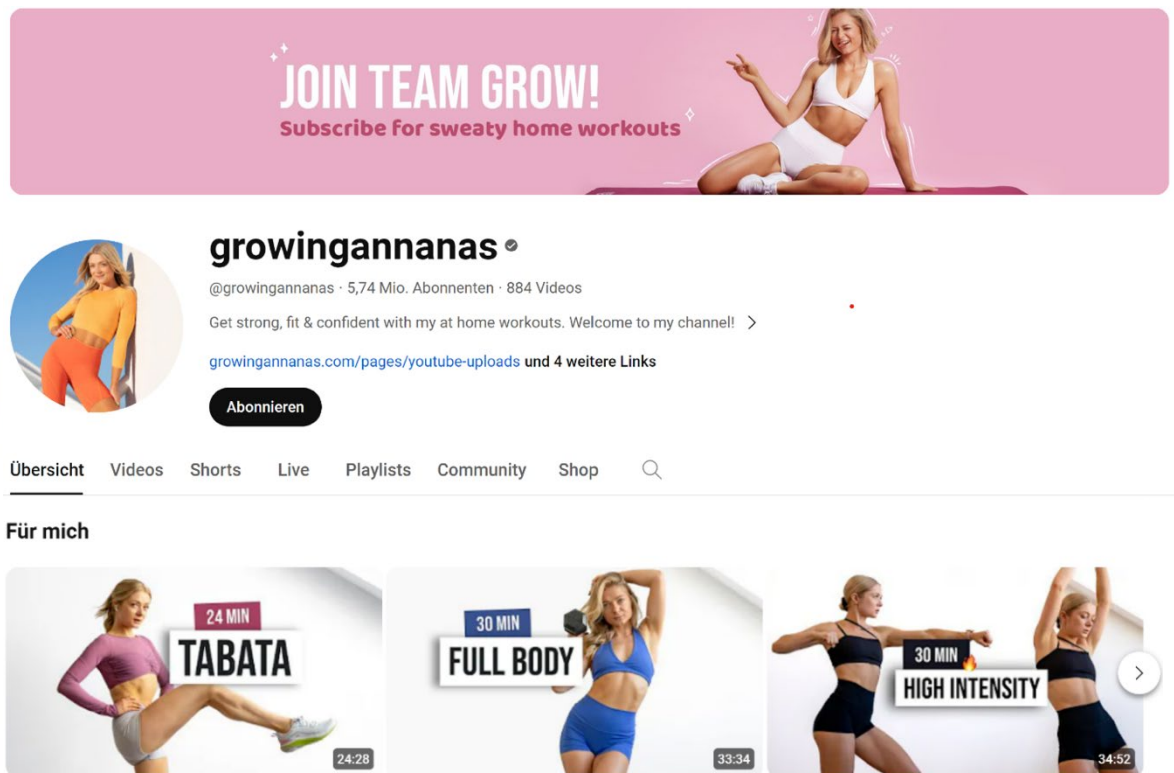 JOIN TEAM GROW!
Subscribe for sweaty home workouts
growingannanas
@growingannanas · 5,74 Mio. Abonnenten · 884 Videos
Get strong, fit & confident with my at home workouts. Welcome to my channel!
growingannanas.com/pages/youtube-uploads und 4 weitere Links
Abonnieren
Übersicht Videos Shorts Live Playlists Community Shop
Für mich
24 MIN
TABATA
24:28
30 MIN
FULL BODY
33:34
30 MIN
HIGH INTENSITY
34:52